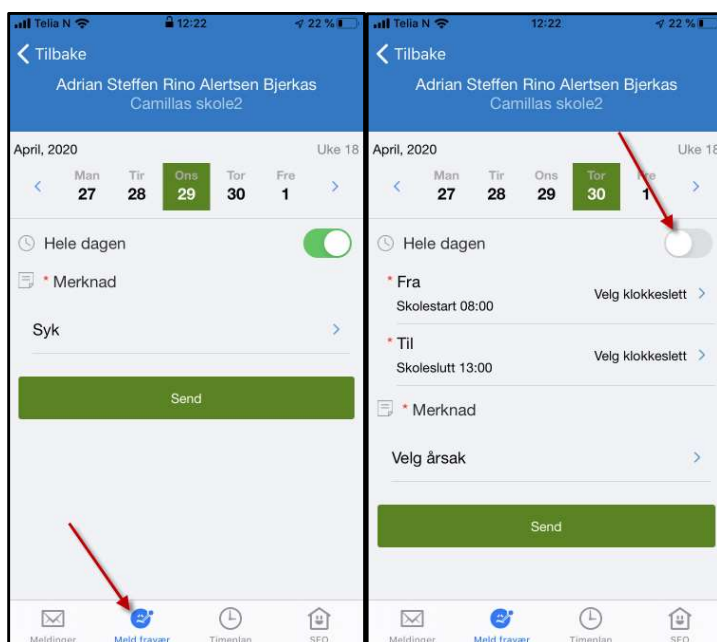 Telia N 12:22 22 %
Tilbake
Adrian Steffen Rino Alertsen Bjerkas
Camillas skole2
April, 2020 Uke 18
Man Tir Ons Tor Fre
27 28 29 30 1
Hele dagen
* Merknad
Syk
Send
Meldinger Meld fravær Timeplan SFO
Telia N 12:22 22 %
Tilbake
Adrian Steffen Rino Alertsen Bjerkas
Camillas skole2
April, 2020 Uke 18
Man Tir Ons Tor Fre
27 28 29 30 1
Hele dagen
* Fra
Skolestart 08:00 Velg klokkeslett
* Til
Skoleslutt 13:00 Velg klokkeslett
* Merknad
Velg årsak
Send
Meldinger Meld fravær Timeplan SFO